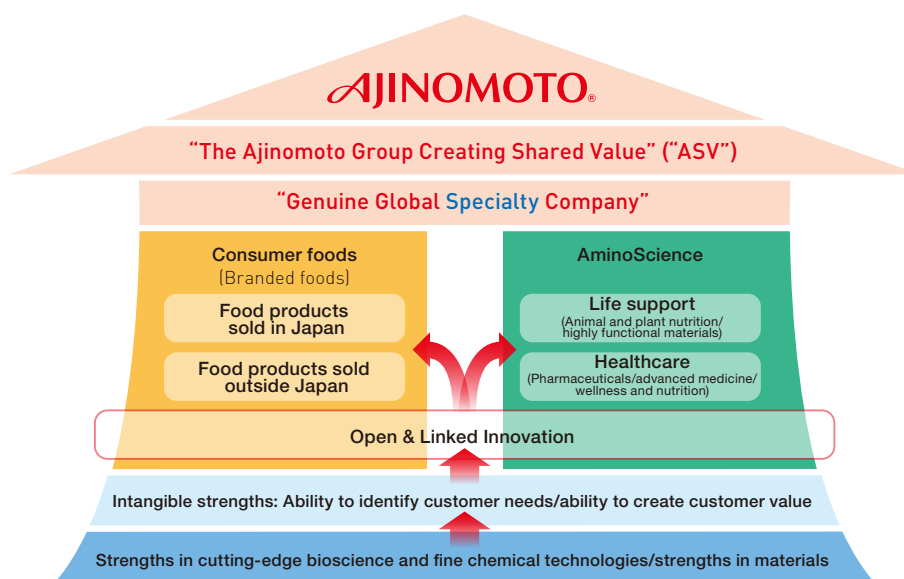 AJINOMOTO®
“The Ajinomoto Group Creating Shared Value” (“ASV”)
“Genuine Global Specialty Company”
Consumer foods
(Branded foods)
Food products
sold in Japan
Food products sold
outside Japan
AminoScience
Life support
(Animal and plant nutrition/
highly functional materials)
Healthcare
(Pharmaceuticals/advanced medicine/
wellness and nutrition)
Open & Linked Innovation
Intangible strengths: Ability to identify customer needs/ability to create customer value
Strengths in cutting-edge bioscience and fine chemical technologies/strengths in materials